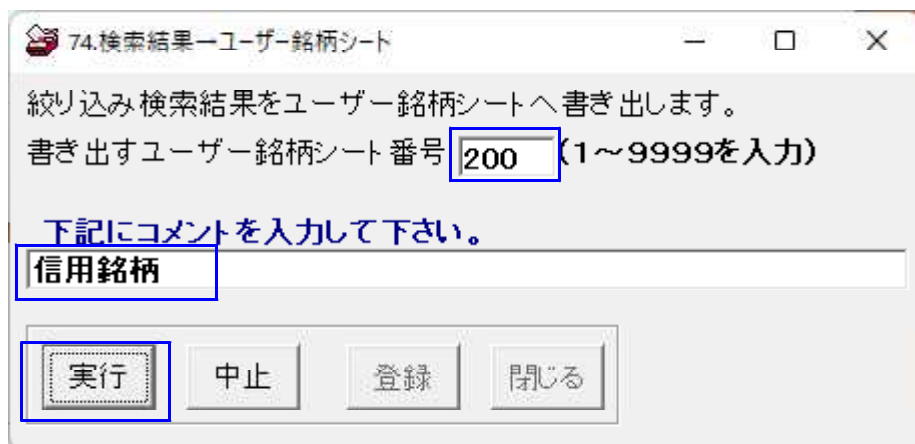 74.検索結果→ユーザー銘柄シート
絞り込み検索結果をユーザー銘柄シートへ書き出します。
書き出すユーザー銘柄シート番号 200 (1～9999を入力)
下記にコメントを入力して下さい。
信用銘柄
実行 中止 登録 閉じる